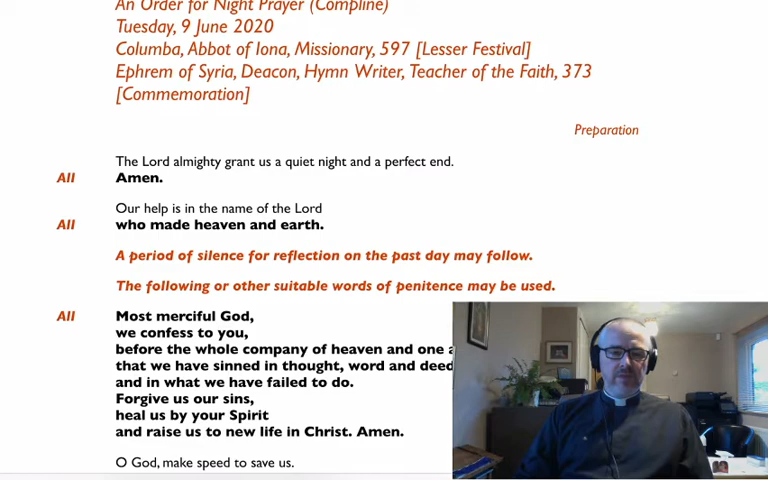 An Order for Night Prayer (Compline)
Tuesday, 9 June 2020
Columba, Abbot of Iona, Missionary, 597 [Lesser Festival]
Ephrem of Syria, Deacon, Hymn Writer, Teacher of the Faith, 373
[Commemoration]
Preparation
The Lord almighty grant us a quiet night and a perfect end.
All Amen.
Our help is in the name of the Lord
All who made heaven and earth.
A period of silence for reflection on the past day may follow.
The following or other suitable words of penitence may be used.
All Most merciful God,
we confess to you,
before the whole company of heaven and one
that we have sinned in thought, word and deed
and in what we have failed to do.
Forgive us our sins,
heal us by your Spirit
and raise us to new life in Christ. Amen.
O God, make speed to save us.